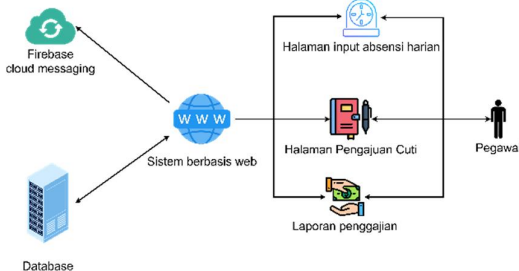 Firebase
cloud messaging
WWW
Sistem berbasis web
Database
Halaman input absensi harian
Halaman Pengajuan Cuti
Laporan penggajian
Pegawa